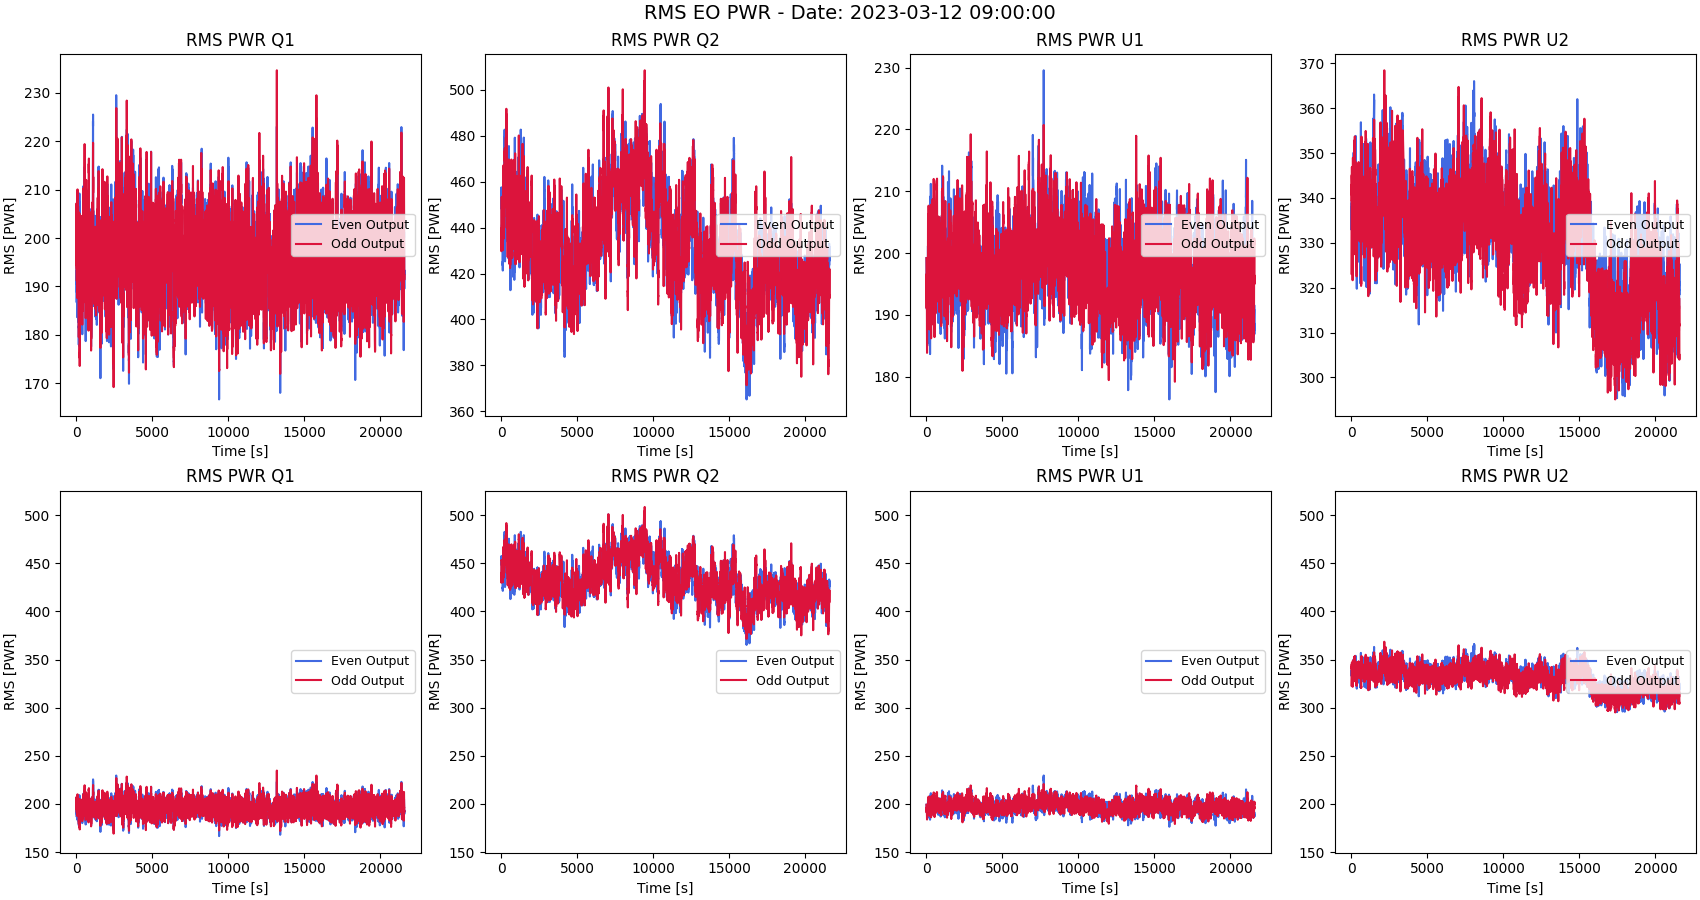 RMS EO PWR - Date: 2023-03-12 09:00:00
RMS PWR Q1
RMS [PWR]
230
220
210
200
190
180
170
0 5000 10000 15000 20000
Time [s]
Even Output
Odd Output
RMS PWR Q2
RMS [PWR]
500
480
460
440
420
400
380
360
0 5000 10000 15000 20000
Time [s]
Even Output
Odd Output
RMS PWR U1
RMS [PWR]
230
220
210
200
190
180
0 5000 10000 15000 20000
Time [s]
Even Output
Odd Output
RMS PWR U2
RMS [PWR]
370
360
350
340
330
320
310
300
0 5000 10000 15000 20000
Time [s]
Even Output
Odd Output
RMS PWR Q1
RMS [PWR]
500
450
400
350
300
250
200
150
0 5000 10000 15000 20000
Time [s]
Even Output
Odd Output
RMS PWR Q2
RMS [PWR]
500
450
400
350
300
250
200
150
0 5000 10000 15000 20000
Time [s]
Even Output
Odd Output
RMS PWR U1
RMS [PWR]
500
450
400
350
300
250
200
150
0 5000 10000 15000 20000
Time [s]
Even Output
Odd Output
RMS PWR U2
RMS [PWR]
500
450
400
350
300
250
200
150
0 5000 10000 15000 20000
Time [s]
Even Output
Odd Output